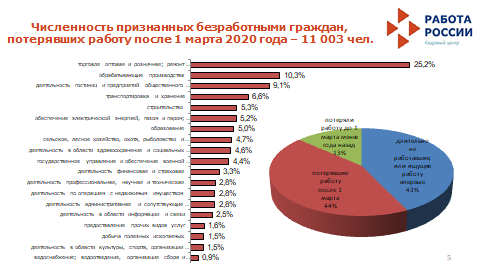 Численность признанных безработными граждан,
потерявших работу после 1 марта 2020 года – 11 003 чел.
РАБОТА
РОССИИ
Кадровый центр
торговля оптовая и розничная; ремонт... 25,2%
обрабатывающие производства 10,3%
деятельность гостиниц и предприятий общественного... 9,1%
транспортировка и хранение 6,6%
строительство 5,3%
обеспечение электрической энергией, газом и паром;... 5,2%
образование 5,0%
сельское, лесное хозяйство, охота, рыболовство и... 4,7%
деятельность в области здравоохранения и социальных... 4,6%
государственное управление и обеспечение военной... 4,4%
деятельность финансовая и страховая 3,3%
деятельность профессиональная, научная и техническая 2,8%
деятельность по операциям с недвижимым имуществом 2,8%
деятельность административная и сопутствующие... 2,8%
деятельность в области информации и связи 2,5%
предоставление прочих видов услуг 1,6%
добыча полезных ископаемых 1,5%
деятельность в области культуры, спорта, организации... 1,5%
водоснабжение; водоотведение, организация сбора и... 0,9%
потеряли
работу до 1
марта менее
года назад
13%
длительно
не
работавшие
или ищущие
работу
впервые
43%
потерявшие
работу
после 1
марта
44%
5